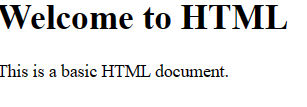 Welcome to HTML
This is a basic HTML document.